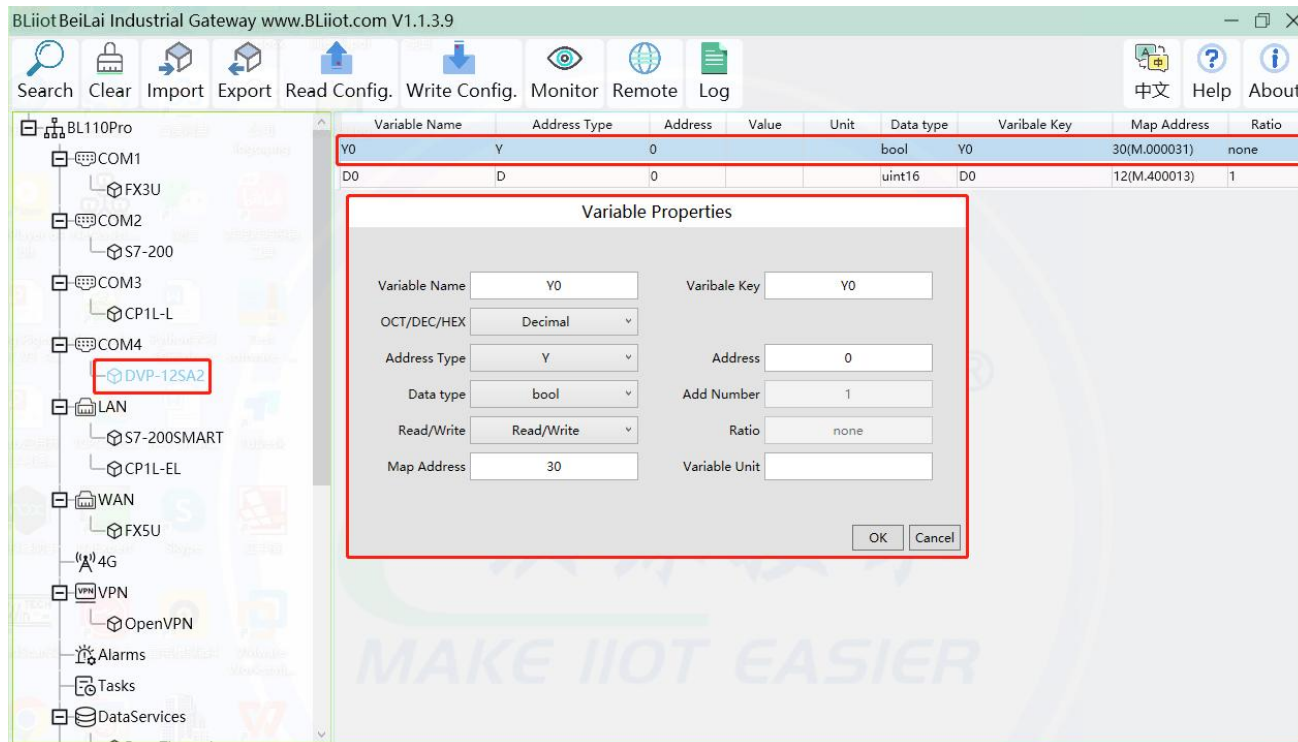 BLiiot BeiLai Industrial Gateway www.BLiiot.com V1.1.3.9
Search Clear Import Export Read Config. Write Config. Monitor Remote Log 中文 Help About
BL110Pro
COM1
FX3U
COM2
S7-200
COM3
CP1L-L
COM4
DVP-12SA2
LAN
S7-200SMART
CP1L-EL
WAN
FX5U
4G
VPN
OpenVPN
Alarms
Tasks
DataServices
Variable Name Address Type Address Value Unit Data type Varibale Key Map Address Ratio
Y0 Y 0 bool Y0 30(M.000031) none
D0 D 0 uint16 D0 12(M.400013) 1
Variable Properties
Variable Name Y0 Varibale Key Y0
OCT/DEC/HEX Decimal
Address Type Y Address 0
Data type bool Add Number 1
Read/Write Read/Write Ratio none
Map Address 30 Variable Unit
OK Cancel
MAKE IIOT EASIER